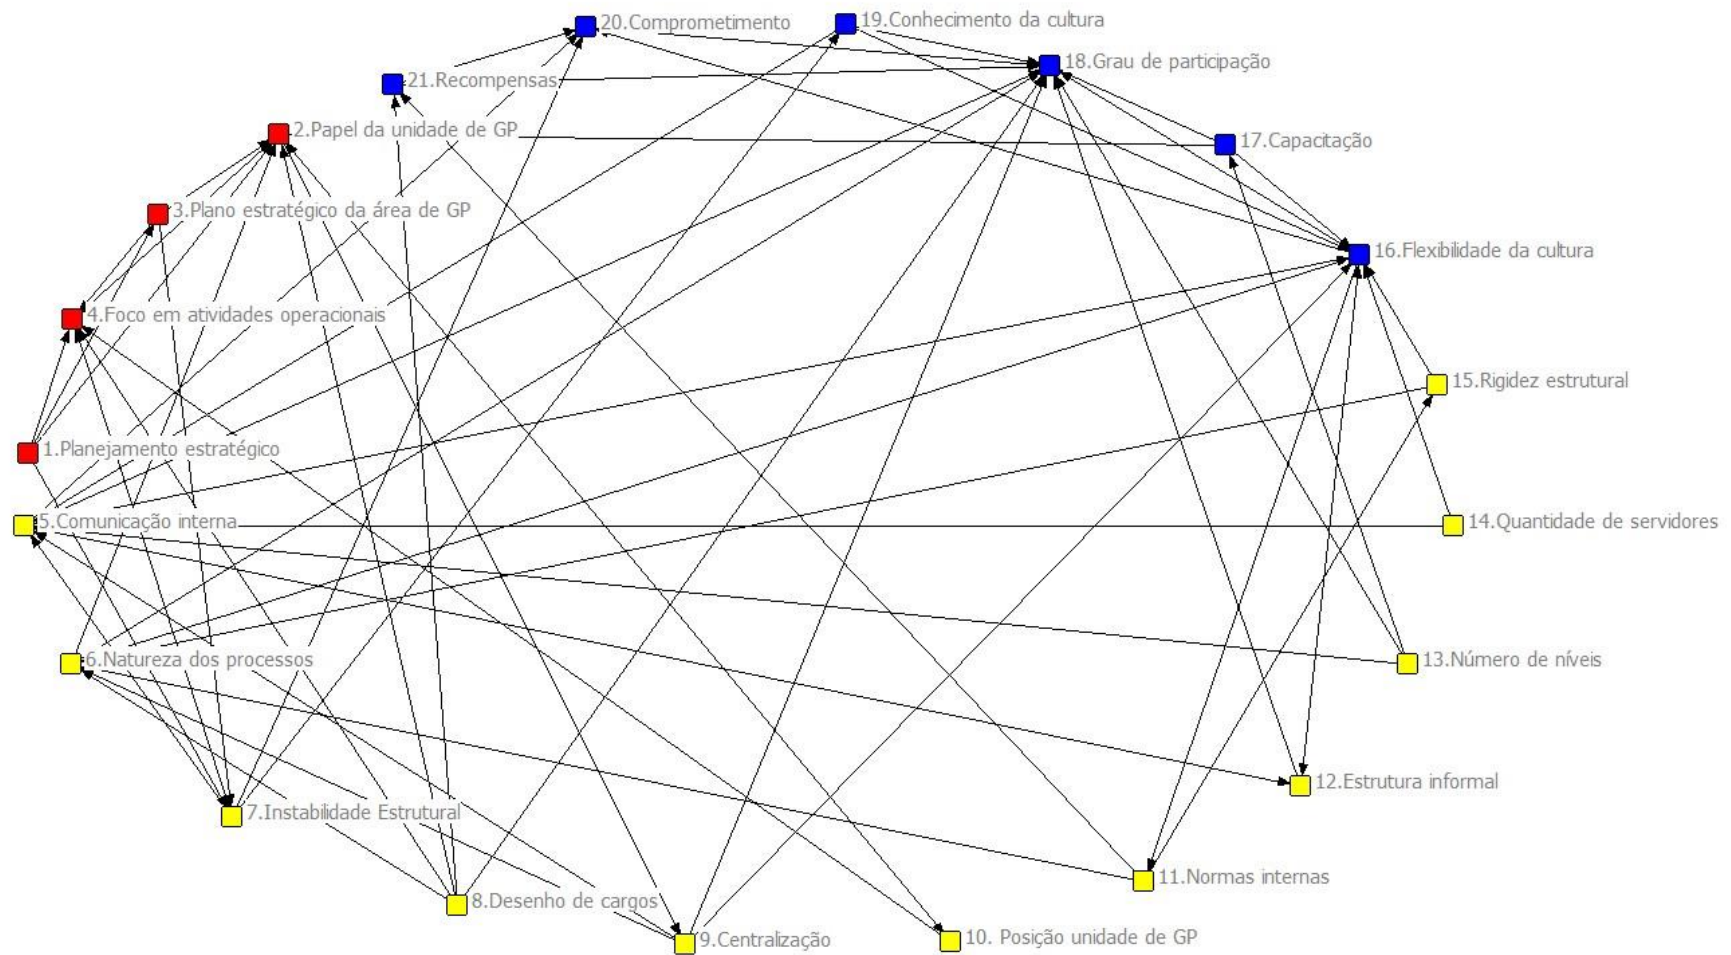 20.Comprometimento
19.Conhecimento da cultura
18.Grau de participação
21.Recompensas
2.Papel da unidade de GP
17.Capacitação
3.Plano estratégico da área de GP
16.Flexibilidade da cultura
4.Foco em atividades operacionais
15.Rigidez estrutural
1.Planejamento estratégico
5.Comunicação interna
14.Quantidade de servidores
6.Natureza dos processos
13.Número de níveis
12.Estrutura informal
7.Instabilidade Estrutural
11.Normas internas
8.Desenho de cargos
9.Centralização
10. Posição unidade de GP